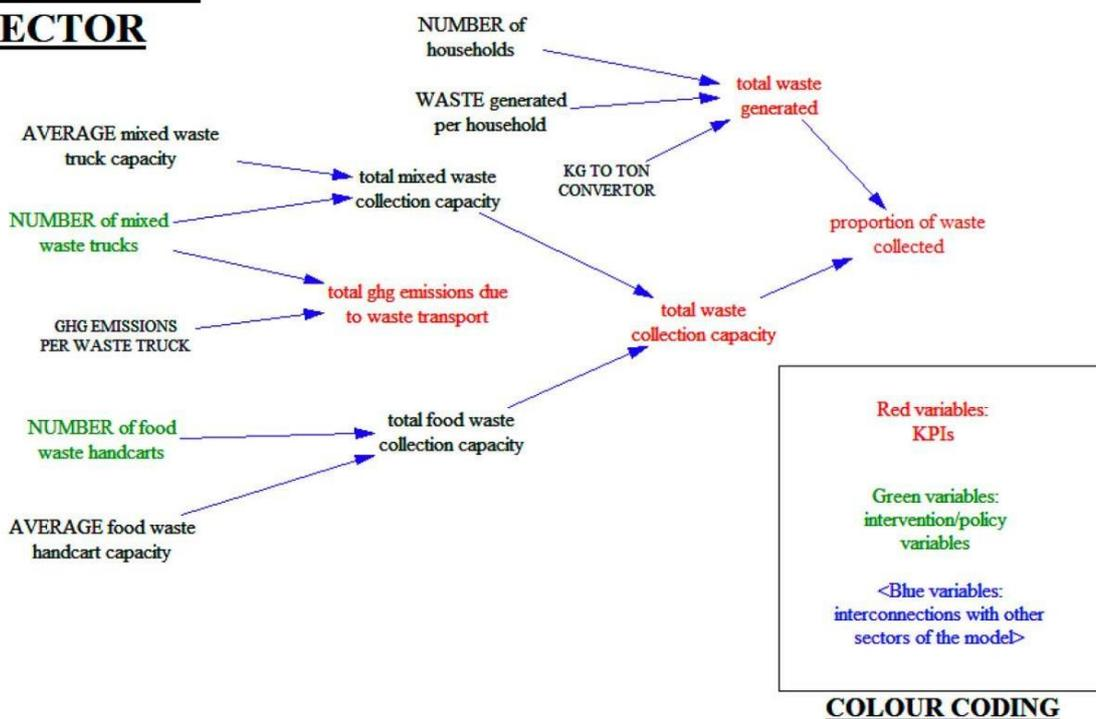 ECTOR
NUMBER of
households
WASTE generated
per household
KG TO TON
CONVERTOR
total waste
generated
AVERAGE mixed waste
truck capacity
NUMBER of mixed
waste trucks
total mixed waste
collection capacity
GHG EMISSIONS
PER WASTE TRUCK
total ghg emissions due
to waste transport
proportion of waste
collected
total waste
collection capacity
NUMBER of food
waste handcarts
total food waste
collection capacity
AVERAGE food waste
handcart capacity
Red variables:
KPIs
Green variables:
intervention/policy
variables
<Blue variables:
interconnections with other
sectors of the model>
COLOUR CODING